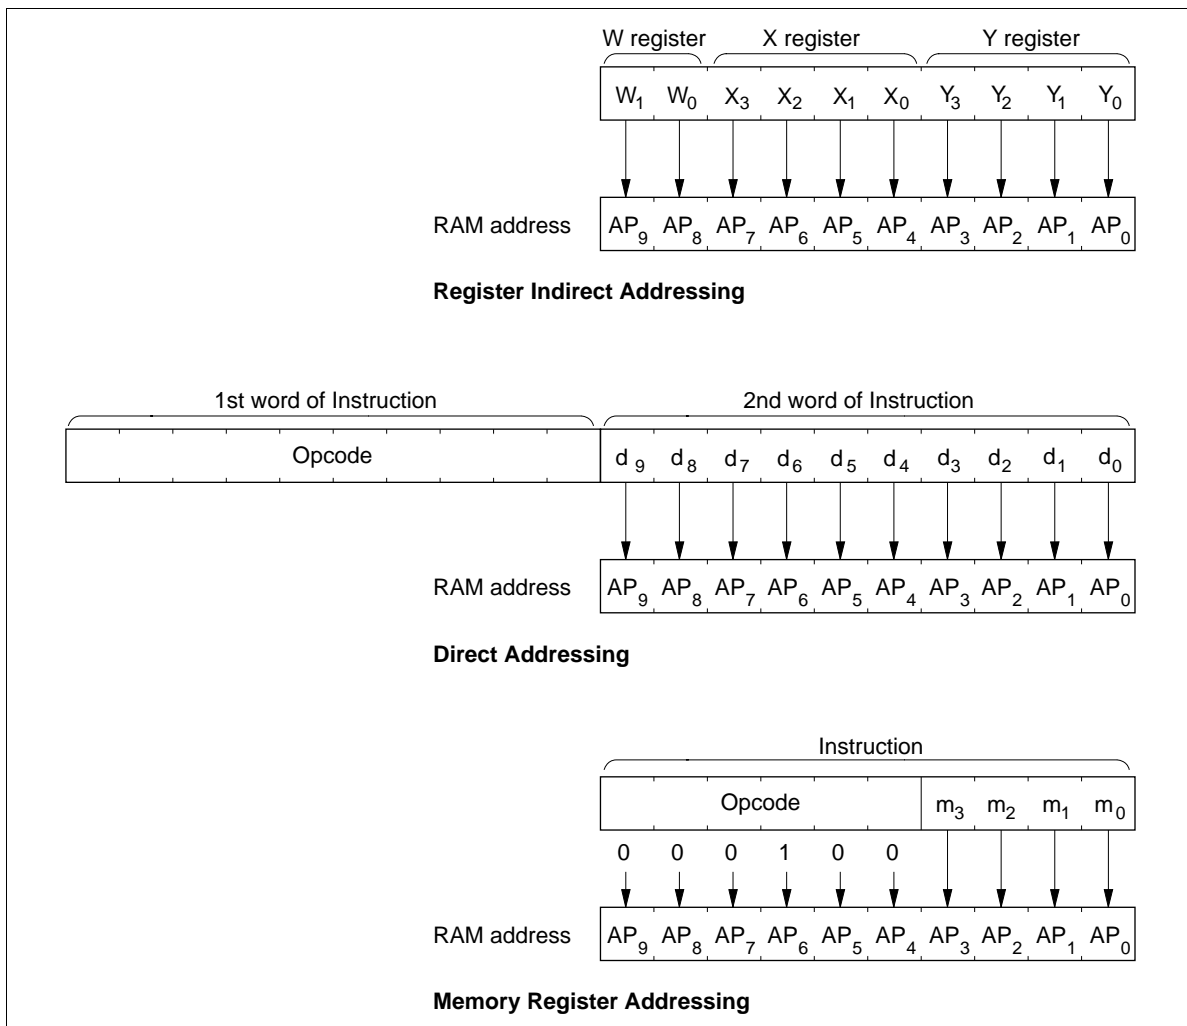 W register X register Y register
W1 W0 X3 X2 X1 X0 Y3 Y2 Y1 Y0
RAM address AP9 AP8 AP7 AP6 AP5 AP4 AP3 AP2 AP1 AP0
Register Indirect Addressing
1st word of Instruction 2nd word of Instruction
Opcode d9 d8 d7 d6 d5 d4 d3 d2 d1 d0
RAM address AP9 AP8 AP7 AP6 AP5 AP4 AP3 AP2 AP1 AP0
Direct Addressing
Instruction
Opcode m3 m2 m1 m0
0 0 0 1 0 0
RAM address AP9 AP8 AP7 AP6 AP5 AP4 AP3 AP2 AP1 AP0
Memory Register Addressing